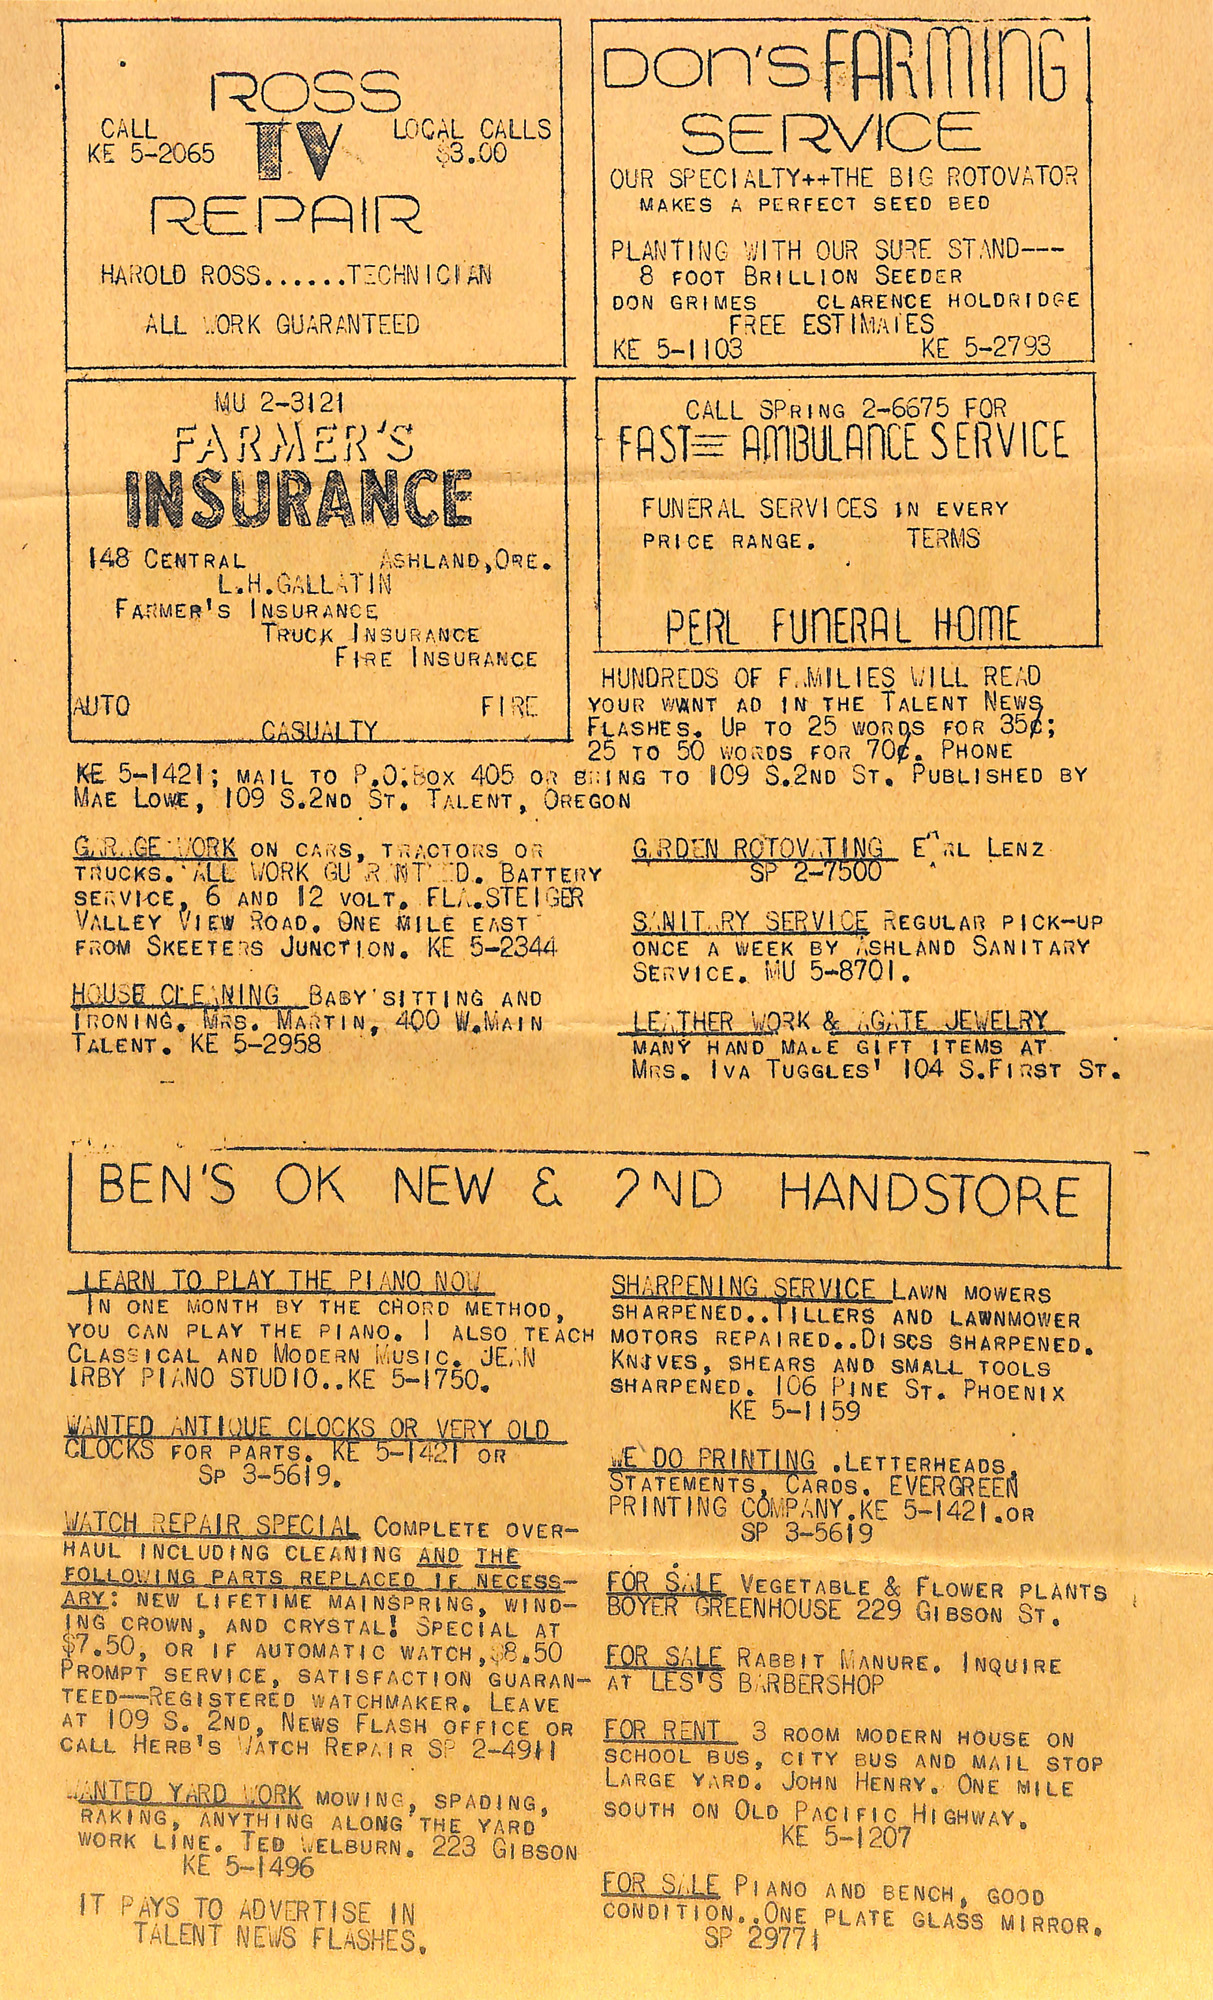 ROSS
CALL LOCAL CALLS
KE 5-2065 TV $3.00
REPAIR
HAROLD ROSS......TECHNICIAN
ALL WORK GUARANTEED
DON'S FARMING
SERVICE
OUR SPECIALTY++THE BIG ROTOVATOR
MAKES A PERFECT SEED BED
PLANTING WITH OUR SURE STAND---
8 FOOT BRILLION SEEDER
DON GRIMES CLARENCE HOLDRIDGE
FREE ESTIMATES
KE 5-1103 KE 5-2793
MU 2-3121
FARMER'S
INSURANCE
148 CENTRAL ASHLAND,ORE.
L.H.GALLATIN
FARMER'S INSURANCE
TRUCK INSURANCE
FIRE INSURANCE
AUTO FIRE
CASUALTY
CALL SPRING 2-6675 FOR
FAST AMBULANCE SERVICE
FUNERAL SERVICES IN EVERY
PRICE RANGE. TERMS
PERL FUNERAL HOME
HUNDREDS OF FAMILIES WILL READ
YOUR WANT AD IN THE TALENT NEWS
FLASHES. UP TO 25 WORDS FOR 35¢;
25 TO 50 WORDS FOR 70¢. PHONE
KE 5-1421; MAIL TO P.O.BOX 405 OR BRING TO 109 S.2ND ST. PUBLISHED BY
MAE LOWE, 109 S.2ND ST. TALENT, OREGON
GARAGE WORK ON CARS, TRACTORS OR
TRUCKS. ALL WORK GUARANTEED. BATTERY
SERVICE, 6 AND 12 VOLT. FLA.STEIGER
VALLEY VIEW ROAD. ONE MILE EAST
FROM SKEETERS JUNCTION. KE 5-2344
HOUSE CLEANING BABY SITTING AND
IRONING. MRS. MARTIN, 400 W.MAIN
TALENT. KE 5-2958
GARDEN ROTOVATING EARL LENZ
SP 2-7500
SANITARY SERVICE REGULAR PICK-UP
ONCE A WEEK BY ASHLAND SANITARY
SERVICE. MU 5-8701.
LEATHER WORK & AGATE JEWELRY
MANY HAND MADE GIFT ITEMS AT
MRS. IVA TUGGLES' 104 S.FIRST ST.
BEN'S OK NEW & 2ND HANDSTORE
LEARN TO PLAY THE PIANO NOW
IN ONE MONTH BY THE CHORD METHOD,
YOU CAN PLAY THE PIANO. I ALSO TEACH
CLASSICAL AND MODERN MUSIC. JEAN
IRBY PIANO STUDIO..KE 5-1750.
WANTED ANTIQUE CLOCKS OR VERY OLD
CLOCKS FOR PARTS. KE 5-1421 OR
SP 3-5619.
WATCH REPAIR SPECIAL COMPLETE OVER-
HAUL INCLUDING CLEANING AND THE
FOLLOWING PARTS REPLACED IF NECESS-
ARY: NEW LIFETIME MAINSPRING, WIND-
ING CROWN, AND CRYSTAL! SPECIAL AT
$7.50, OR IF AUTOMATIC WATCH,$8.50
PROMPT SERVICE, SATISFACTION GUARAN-
TEED--REGISTERED WATCHMAKER. LEAVE
AT 109 S. 2ND, NEWS FLASH OFFICE OR
CALL HERB'S WATCH REPAIR SP 2-4911
WANTED YARD WORK MOWING, SPADING,
RAKING, ANYTHING ALONG THE YARD
WORK LINE. TED WELBURN. 223 GIBSON
KE 5-1496
IT PAYS TO ADVERTISE IN
TALENT NEWS FLASHES.
SHARPENING SERVICE LAWN MOWERS
SHARPENED..TILLERS AND LAWNMOWER
MOTORS REPAIRED..DISCS SHARPENED.
KNIVES, SHEARS AND SMALL TOOLS
SHARPENED. 106 PINE ST. PHOENIX
KE 5-1159
WE DO PRINTING .LETTERHEADS,
STATEMENTS, CARDS. EVERGREEN
PRINTING COMPANY.KE 5-1421.OR
SP 3-5619
FOR SALE VEGETABLE & FLOWER PLANTS
BOYER GREENHOUSE 229 GIBSON ST.
FOR SALE RABBIT MANURE. INQUIRE
AT LES'S BARBERSHOP
FOR RENT 3 ROOM MODERN HOUSE ON
SCHOOL BUS, CITY BUS AND MAIL STOP
LARGE YARD. JOHN HENRY. ONE MILE
SOUTH ON OLD PACIFIC HIGHWAY.
KE 5-1207
FOR SALE PIANO AND BENCH, GOOD
CONDITION..ONE PLATE GLASS MIRROR.
SP 29771